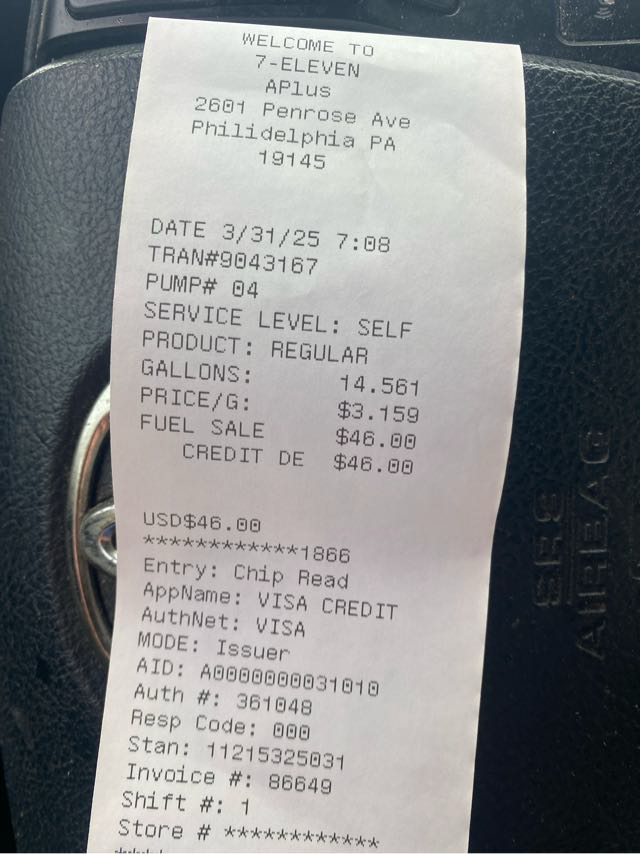 WELCOME TO
7-ELEVEN
APlus
2601 Penrose Ave
Philidelphia PA
19145
DATE 3/31/25 7:08
TRAN#9043167
PUMP# 04
SERVICE LEVEL: SELF
PRODUCT: REGULAR
GALLONS: 14.561
PRICE/G: $3.159
FUEL SALE $46.00
CREDIT DE $46.00
USD$46.00
************1866
Entry: Chip Read
AppName: VISA CREDIT
AuthNet: VISA
MODE: Issuer
AID: A0000000031010
Auth #: 361048
Resp Code: 000
Stan: 11215325031
Invoice #: 86649
Shift #: 1
Store # ************
SRS
AIRBAG